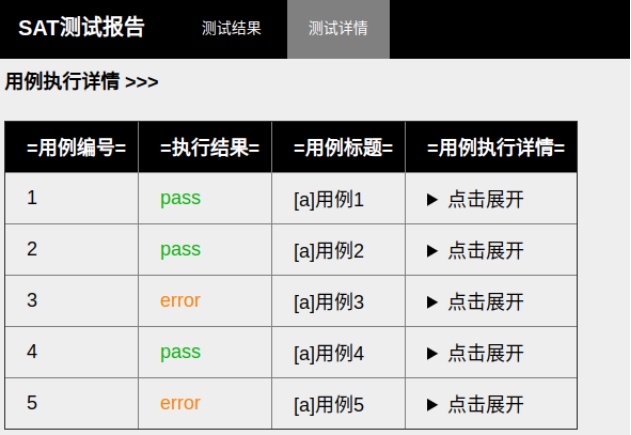 SAT测试报告 测试结果 测试详情
用例执行详情 >>>
=用例编号= =执行结果= =用例标题= =用例执行详情=
1 pass [a]用例1 ▶ 点击展开
2 pass [a]用例2 ▶ 点击展开
3 error [a]用例3 ▶ 点击展开
4 pass [a]用例4 ▶ 点击展开
5 error [a]用例5 ▶ 点击展开